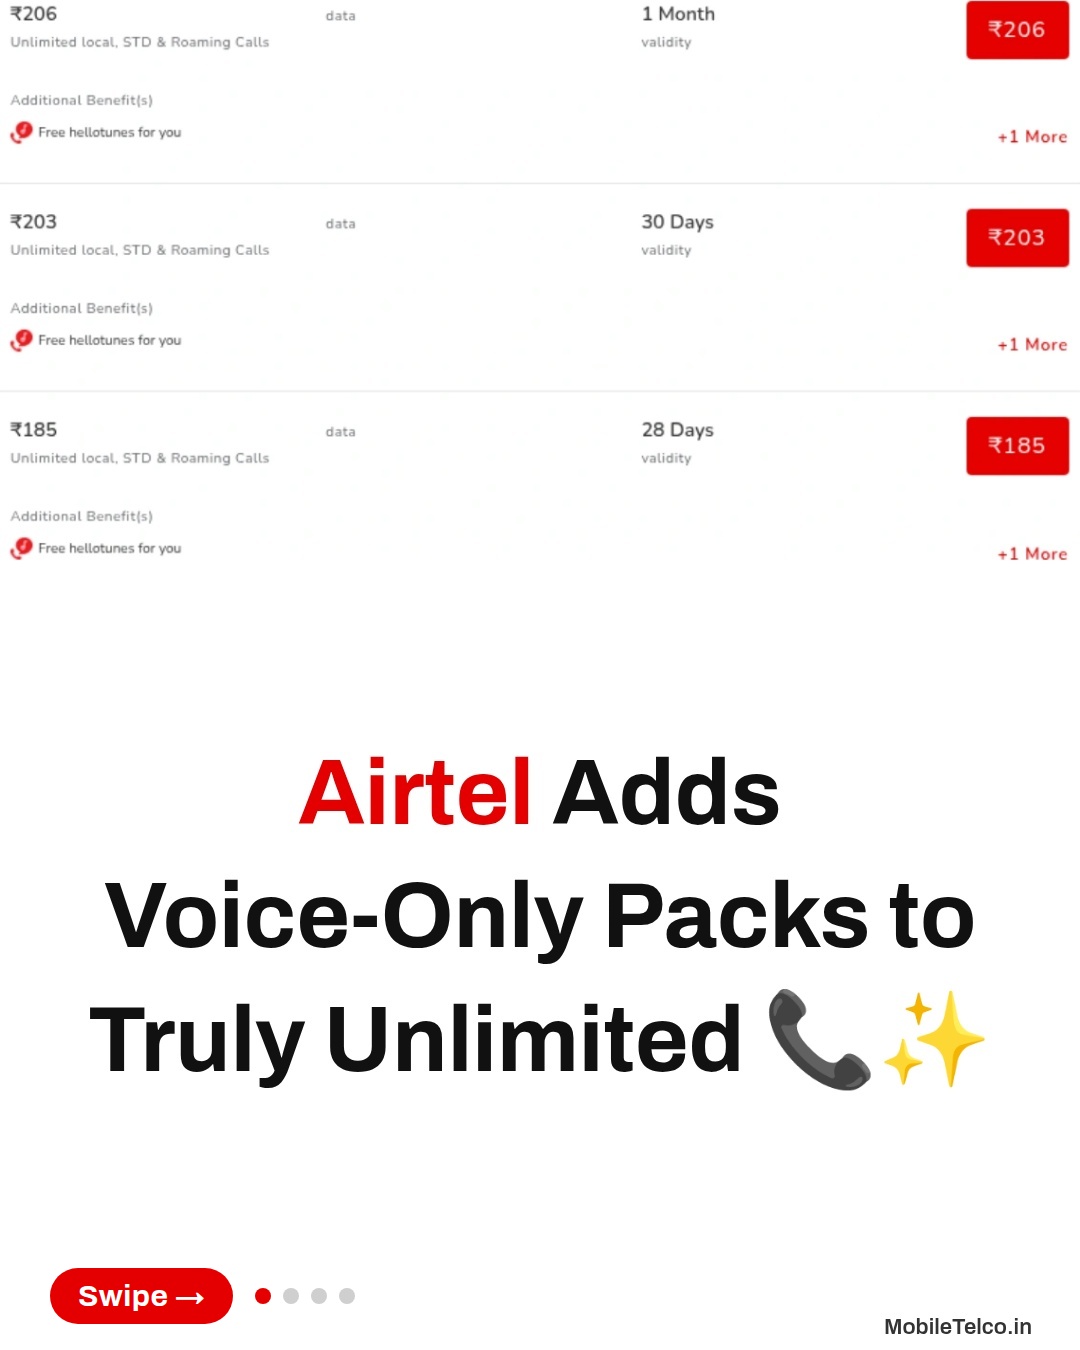 ₹206 data 1 Month ₹206
Unlimited local, STD & Roaming Calls validity
Additional Benefit(s)
Free hellotunes for you +1 More
₹203 data 30 Days ₹203
Unlimited local, STD & Roaming Calls validity
Additional Benefit(s)
Free hellotunes for you +1 More
₹185 data 28 Days ₹185
Unlimited local, STD & Roaming Calls validity
Additional Benefit(s)
Free hellotunes for you +1 More
Airtel Adds
Voice-Only Packs to
Truly Unlimited 📞✨
Swipe →
MobileTelco.in